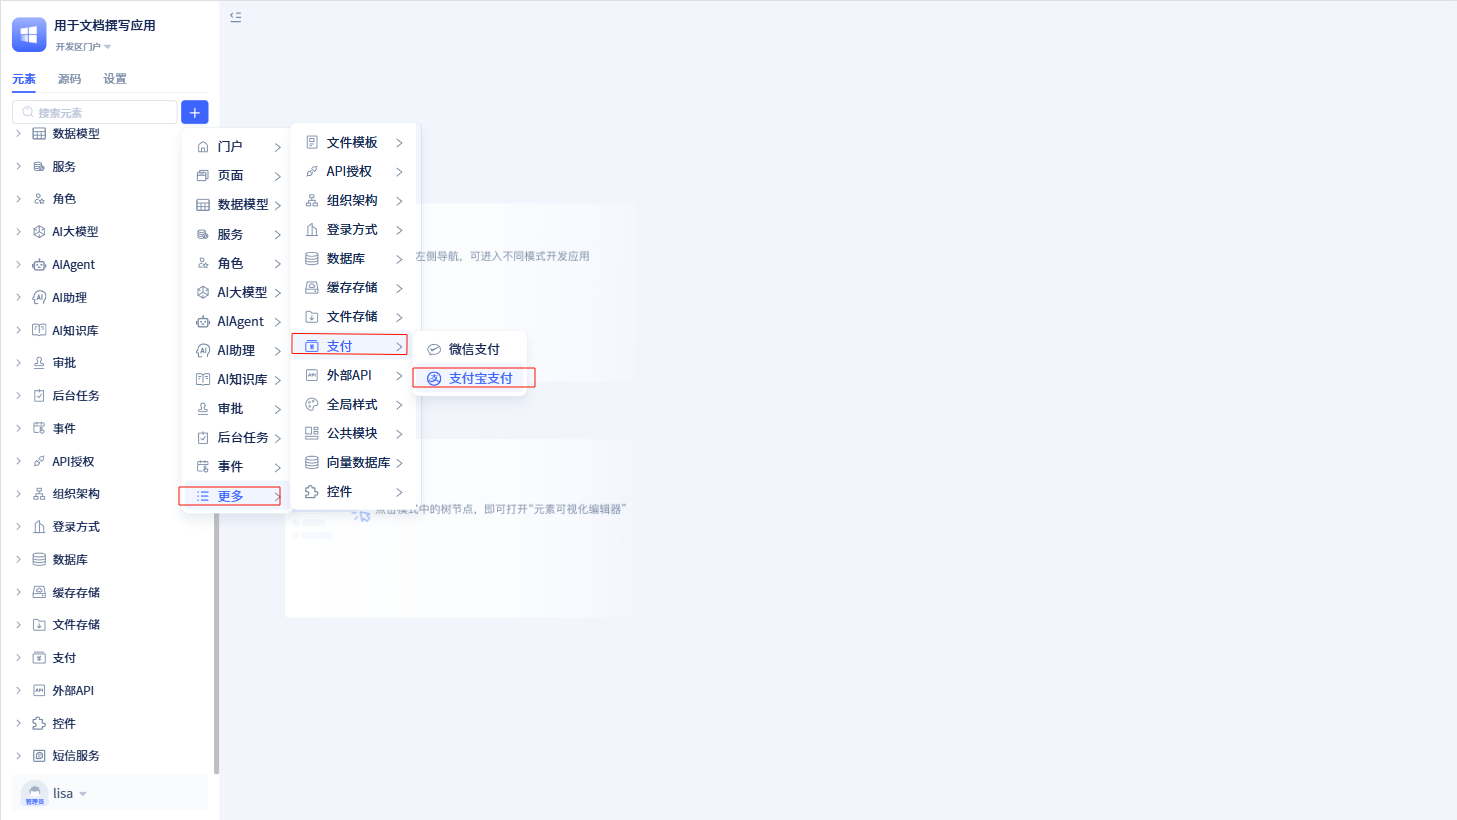 用于文档撰写应用
开发区门户
元素 源码 设置
搜索元素
数据模型
服务
角色
AI大模型
AIAgent
AI助理
AI知识库
审批
后台任务
事件
API授权
组织架构
登录方式
数据库
缓存存储
文件存储
支付
外部API
控件
短信服务
管理员
lisa
门户
页面
数据模型
服务
角色
AI大模型
AIAgent
AI助理
AI知识库
审批
后台任务
事件
更多
文件模板
API授权
组织架构
登录方式
数据库
缓存存储
文件存储
支付
外部API
全局样式
公共模块
向量数据库
控件
微信支付
支付宝支付
左侧导航，可进入不同模式开发应用
点击模式中的树节点，即可打开“元素可视化编辑器”